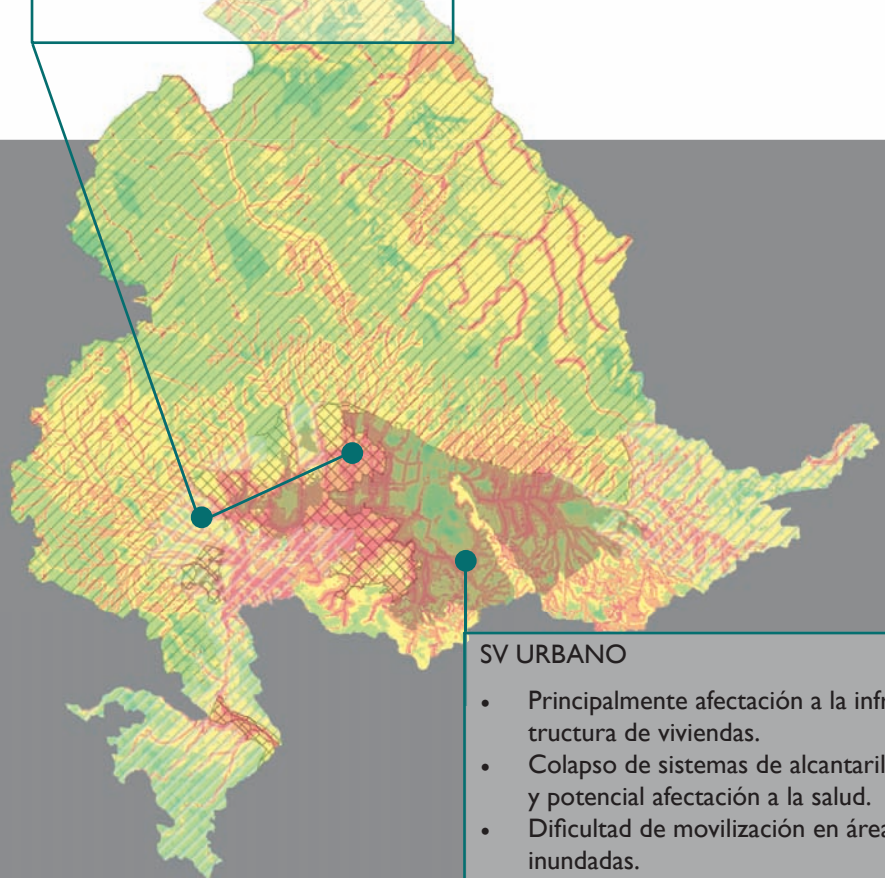 SV URBANO
• Principalmente afectación a la infr
tructura de viviendas.
• Colapso de sistemas de alcantaril
y potencial afectación a la salud.
• Dificultad de movilización en área
inundadas.